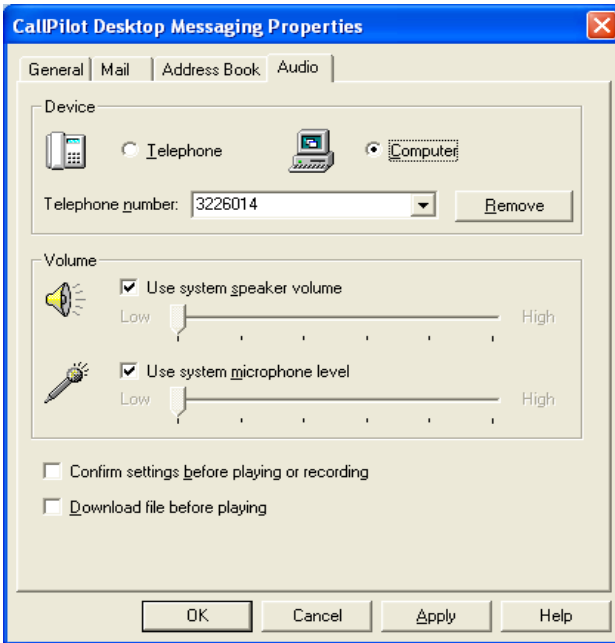 CallPilot Desktop Messaging Properties
General Mail Address Book Audio
Device
Telephone Computer
Telephone number: 3226014 Remove
Volume
Use system speaker volume
Low High
Use system microphone level
Low High
Confirm settings before playing or recording
Download file before playing
OK Cancel Apply Help